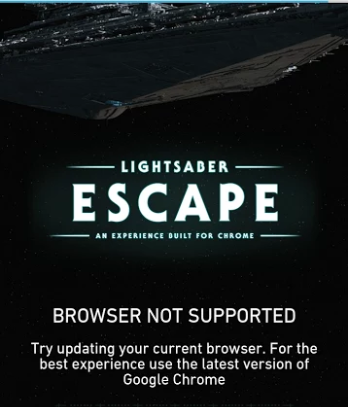 LIGHTSABER
ESCAPE
AN EXPERIENCE BUILT FOR CHROME
BROWSER NOT SUPPORTED
Try updating your current browser. For the
best experience use the latest version of
Google Chrome